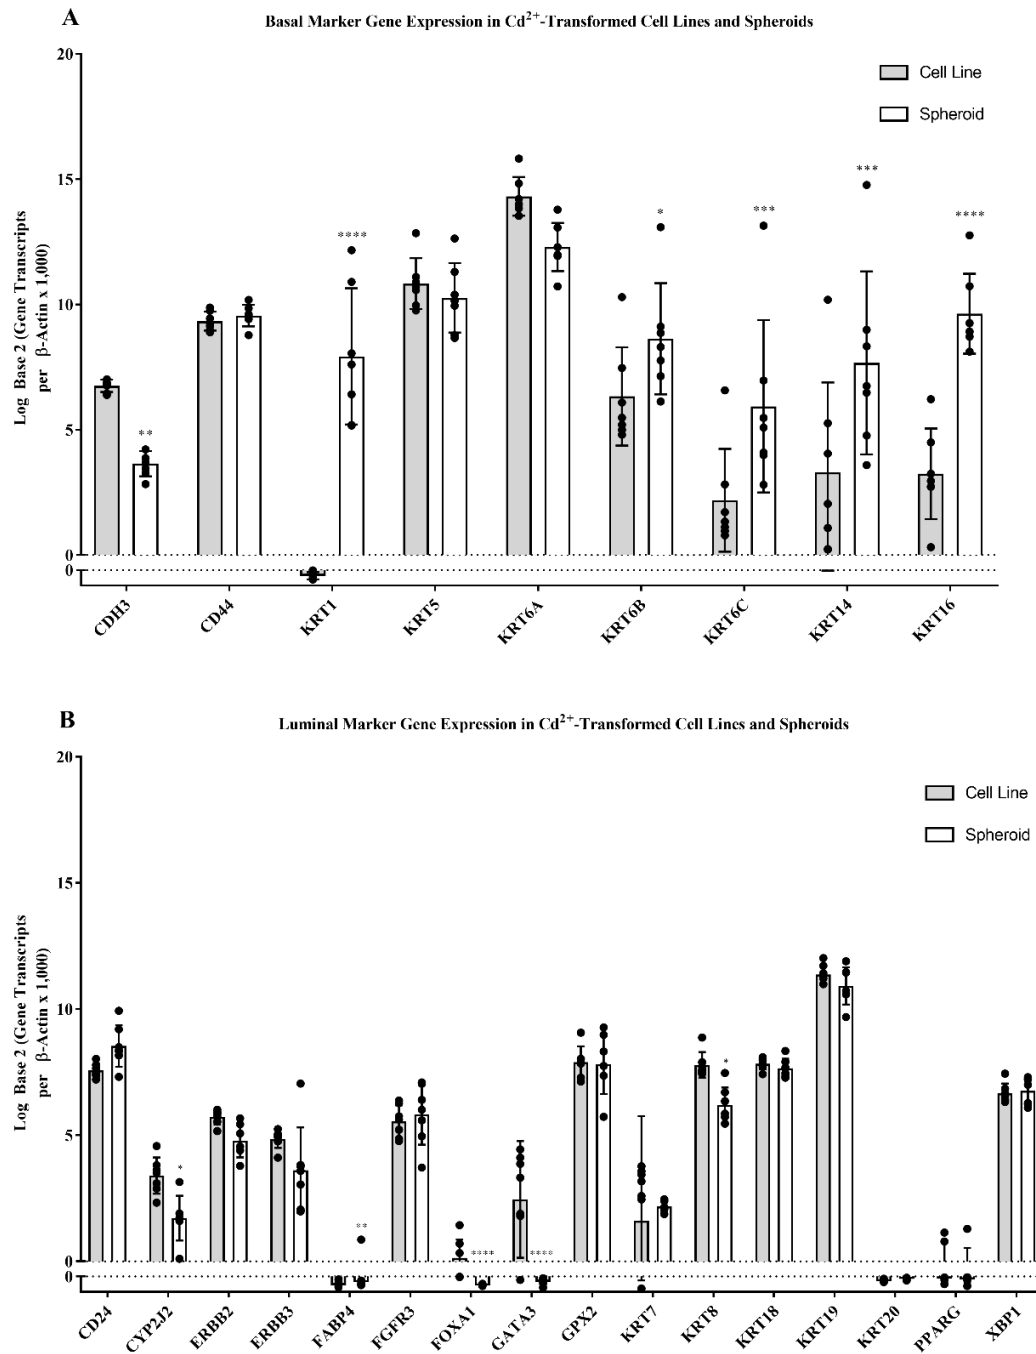 A
Basal Marker Gene Expression in Cd2+-Transformed Cell Lines and Spheroids
20
15
10
5
0
0
Log Base 2 (Gene Transcripts
per β-Actin x 1,000)
Cell Line
Spheroid
**
****
*
***
***
****
CDH3
CD44
KRT1
KRT5
KRT6A
KRT6B
KRT6C
KRT14
KRT16
B
Luminal Marker Gene Expression in Cd2+-Transformed Cell Lines and Spheroids
20
15
10
5
0
0
Log Base 2 (Gene Transcripts
per β-Actin x 1,000)
Cell Line
Spheroid
*
**
****
****
*
CD24
CYP2J2
ERBB2
ERBB3
FABP4
FGFR3
FOXA1
GATA3
GPX2
KRT7
KRT8
KRT18
KRT19
KRT20
PPARG
XBP1